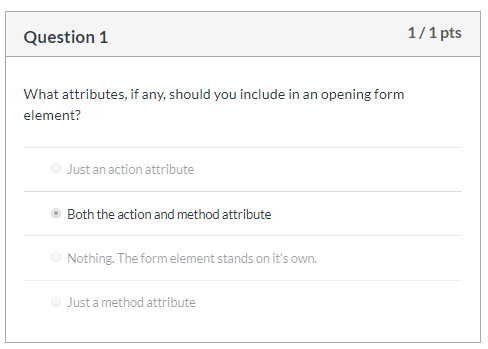 Question 1
1 / 1 pts
What attributes, if any, should you include in an opening form
element?
Just an action attribute
Both the action and method attribute
Nothing. The form element stands on it's own.
Just a method attribute